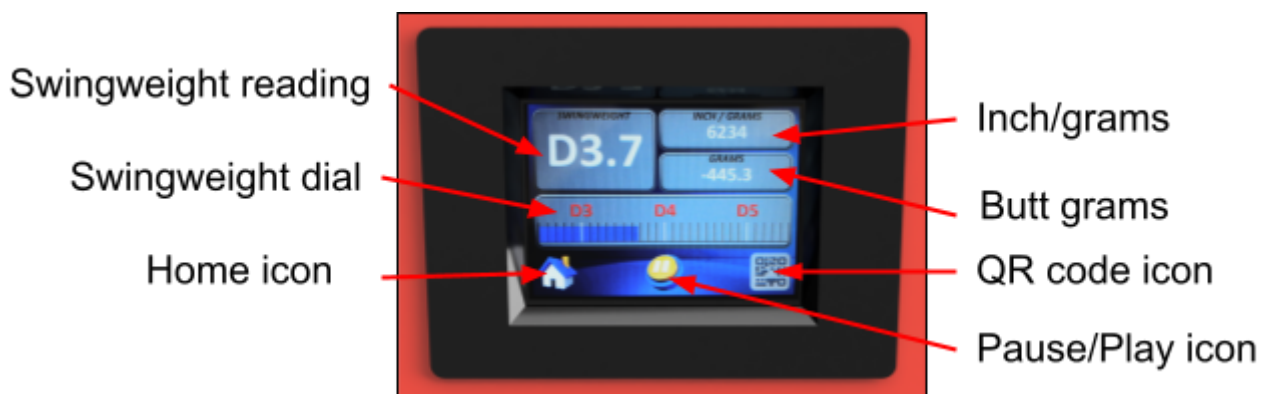 Swingweight reading
Swingweight dial
Home icon
SWINGWEIGHT
D3.7
INCH / GRAMS
6234
GRAMS
-445.3
D3 D4 D5
Inch/grams
Butt grams
QR code icon
Pause/Play icon